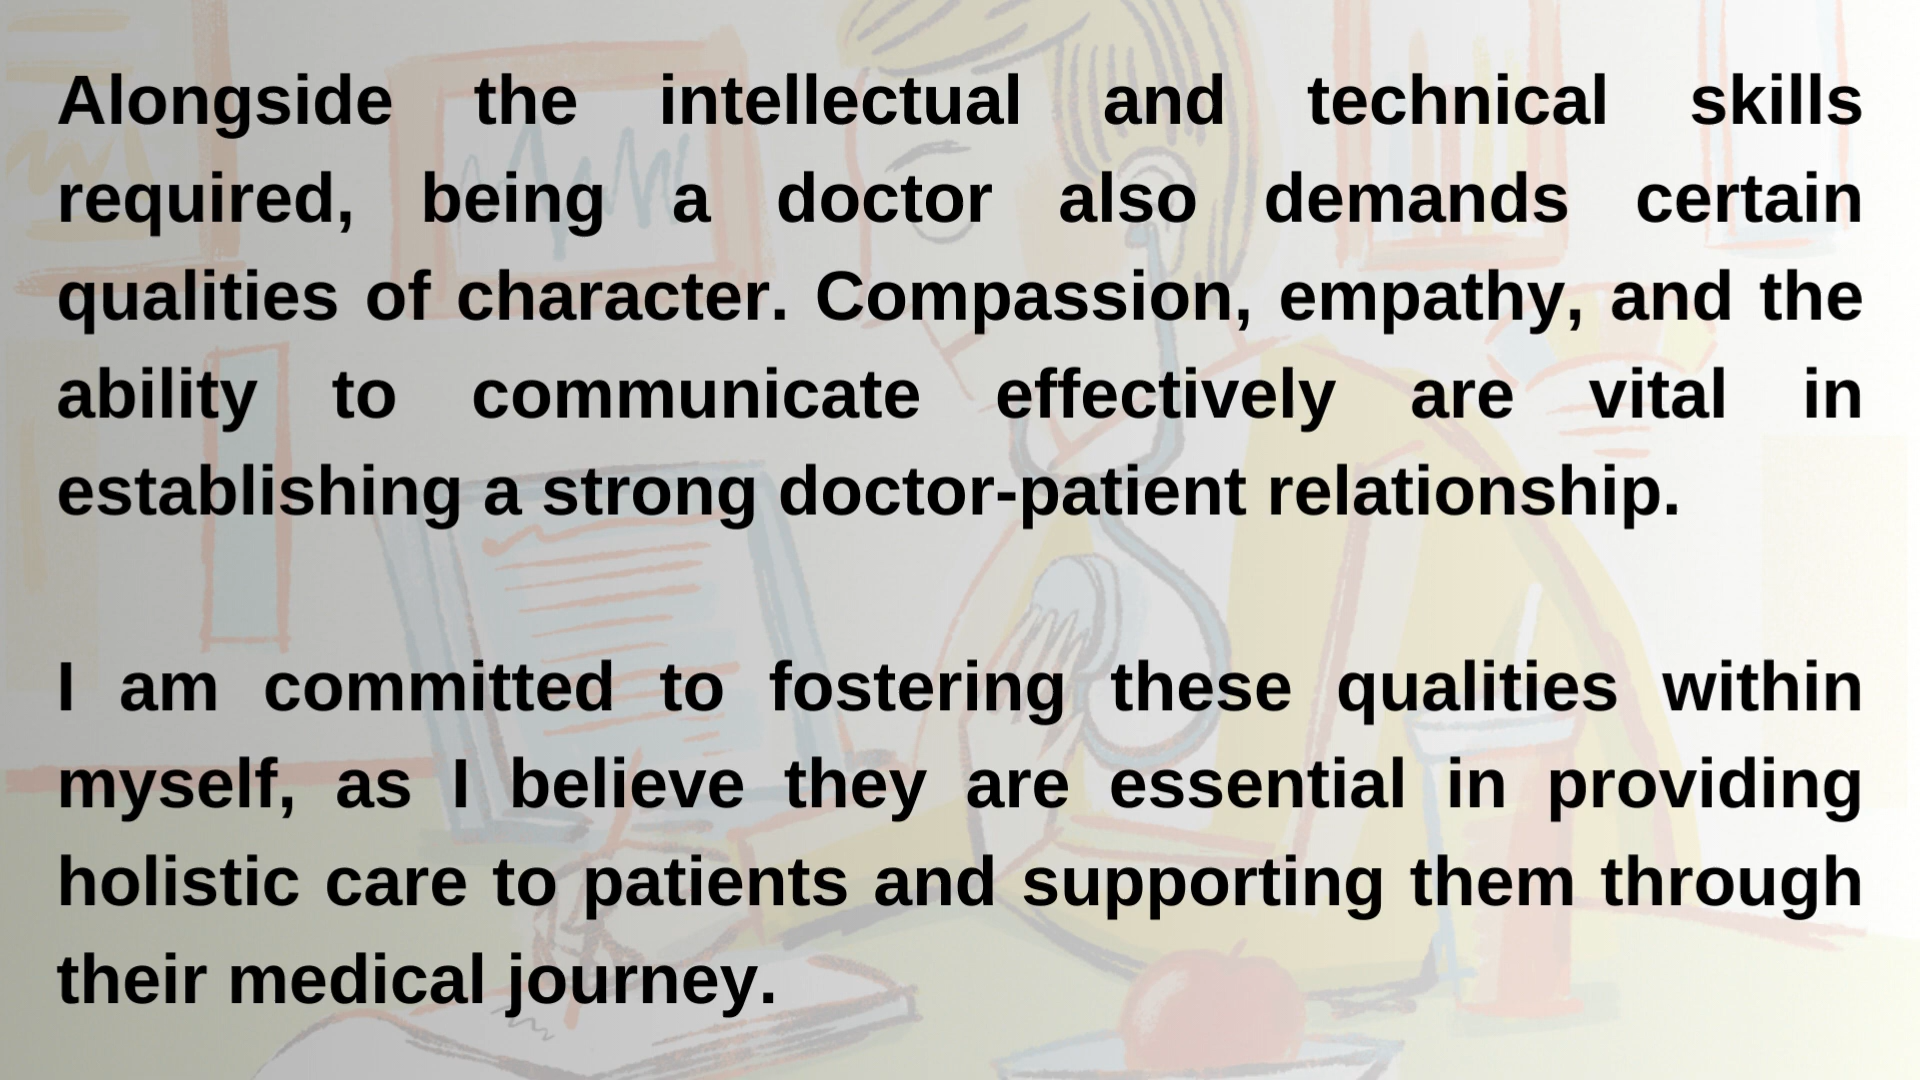 Alongside the intellectual and technical skills
required, being a doctor also demands certain
qualities of character. Compassion, empathy, and the
ability to communicate effectively are vital in
establishing a strong doctor-patient relationship.
I am committed to fostering these qualities within
myself, as I believe they are essential in providing
holistic care to patients and supporting them through
their medical journey.